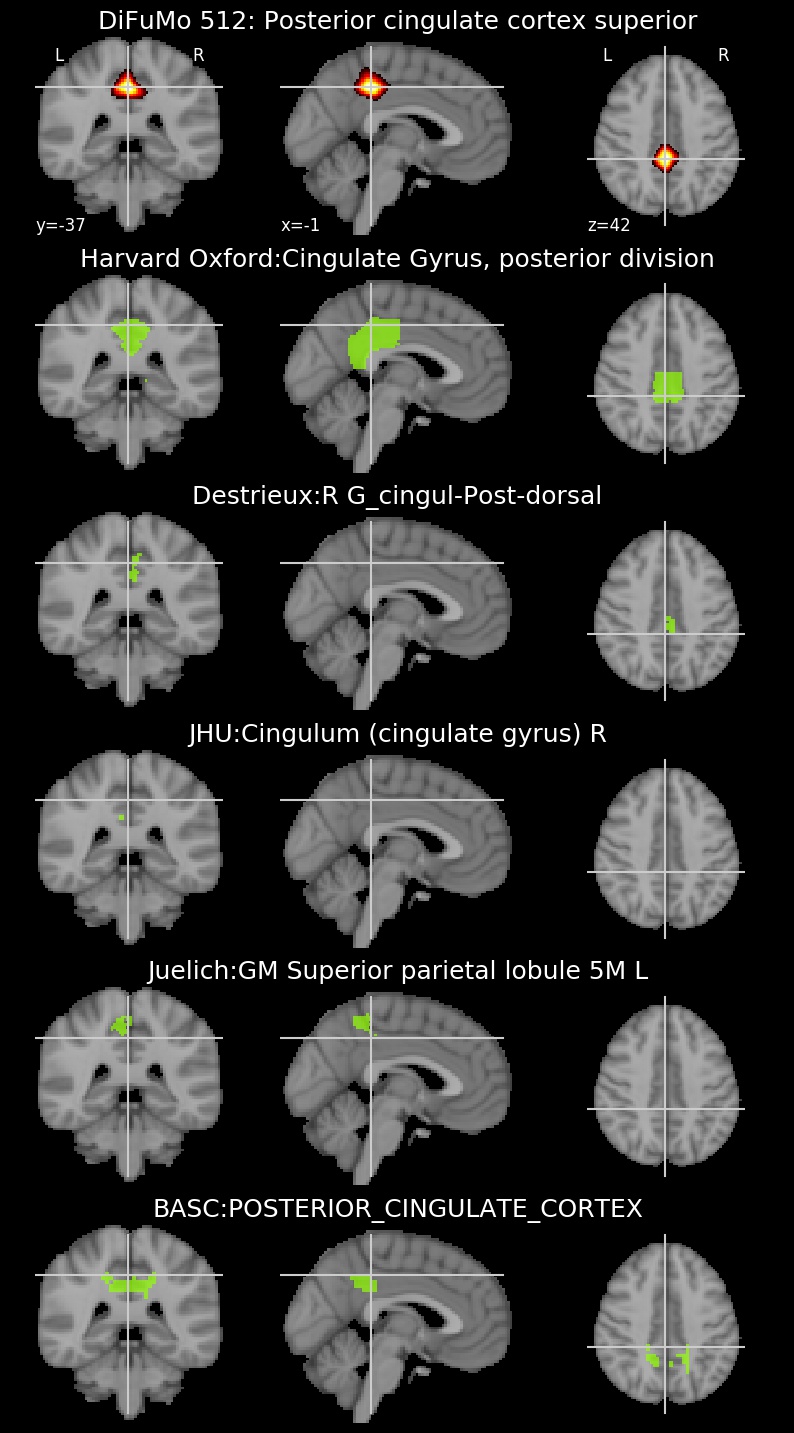 DiFuMo 512: Posterior cingulate cortex superior
L R L R
y=-37 x=-1 z=42
Harvard Oxford:Cingulate Gyrus, posterior division
Destrieux:R G_cingul-Post-dorsal
JHU:Cingulum (cingulate gyrus) R
Juelich:GM Superior parietal lobule 5M L
BASC:POSTERIOR_CINGULATE_CORTEX